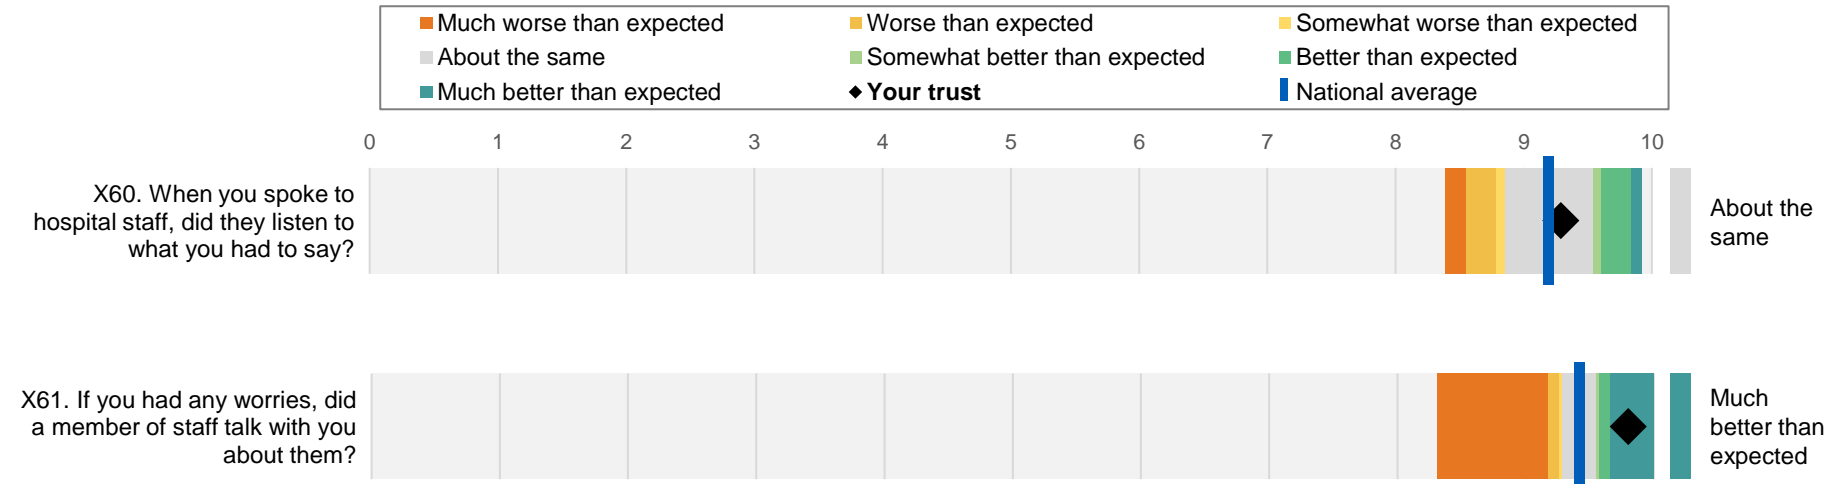 Much worse than expected
Worse than expected
Somewhat worse than expected
About the same
Somewhat better than expected
Better than expected
Much better than expected
Your trust
National average
0 1 2 3 4 5 6 7 8 9 10
X60. When you spoke to
hospital staff, did they listen to
what you had to say?
About the
same
X61. If you had any worries, did
a member of staff talk with you
about them?
Much
better than
expected